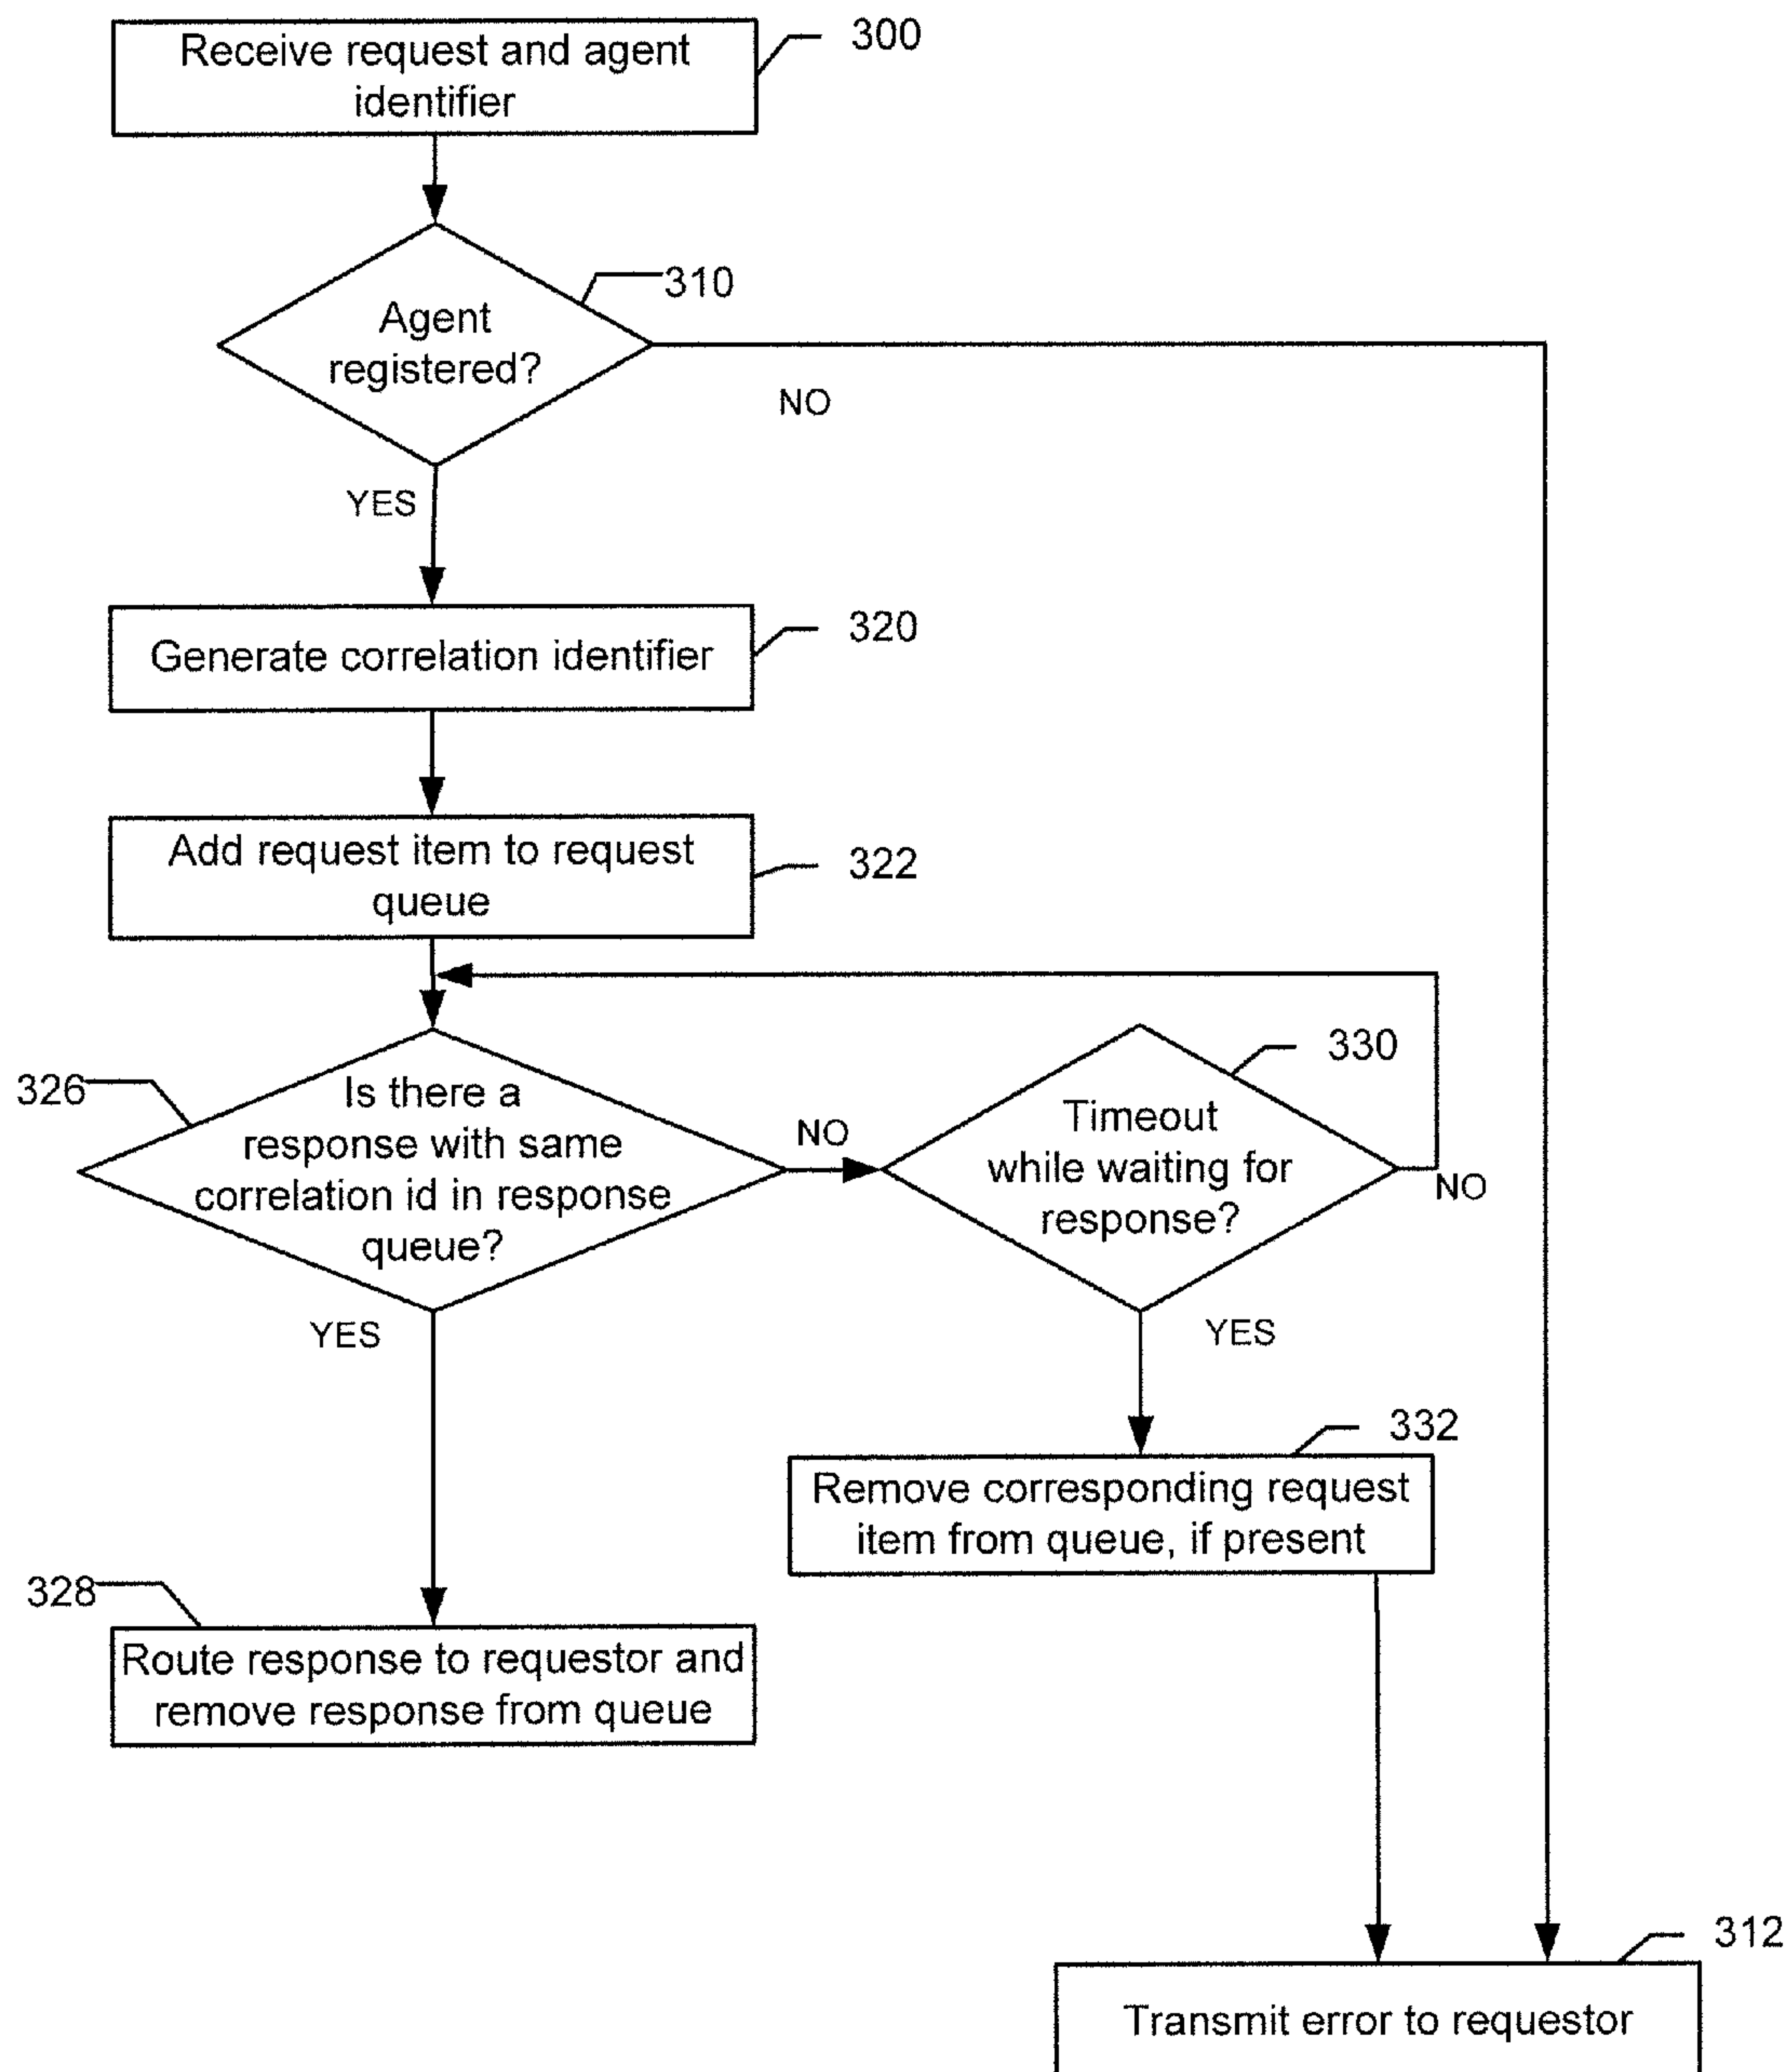 Receive request and agent
identifier
300
Agent
registered?
310
NO
YES
Generate correlation identifier
320
Add request item to request
queue
322
326
Is there a
response with same
correlation id in response
queue?
NO
330
Timeout
while waiting for
response?
NO
YES
YES
332
Remove corresponding request
item from queue, if present
328
Route response to requestor and
remove response from queue
312
Transmit error to requestor